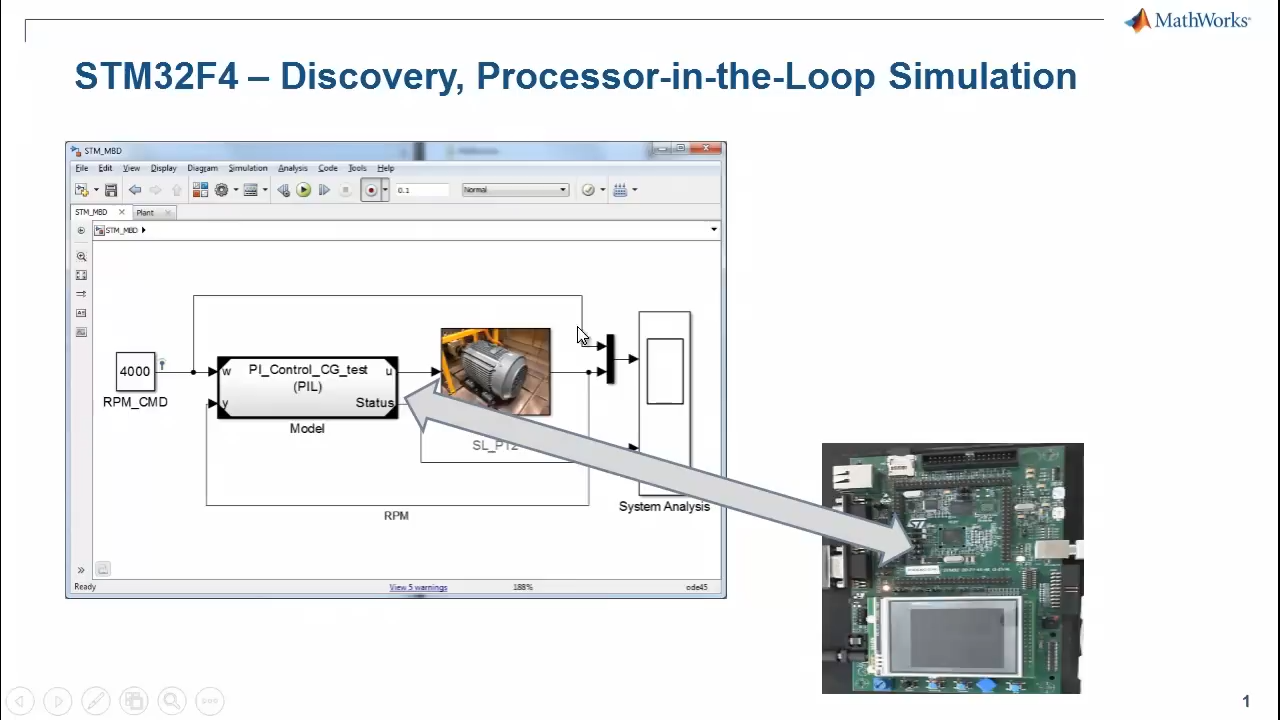 MathWorks®
STM32F4 – Discovery, Processor-in-the-Loop Simulation
STM_MBD
File Edit View Display Diagram Simulation Analysis Code Tools Help
0.1 Normal
STM_MBD Plant
STM_MBD
4000
RPM_CMD
w PI_Control_CG_test u
(PIL)
y Status
Model
SL_PT2
RPM
System Analysis
Ready View 5 warnings 188% ode45
1